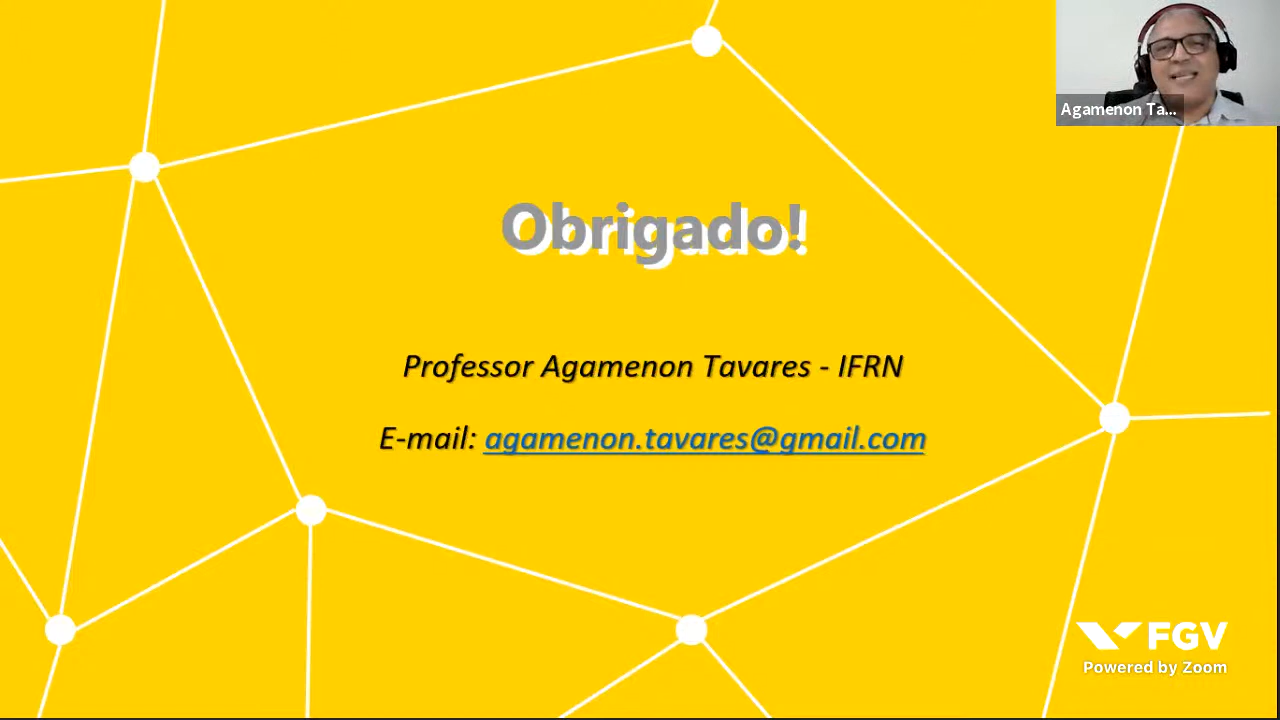 Agamenon Ta...
Obrigado!
Professor Agamenon Tavares - IFRN
E-mail: agamenon.tavares@gmail.com
FGV
Powered by Zoom